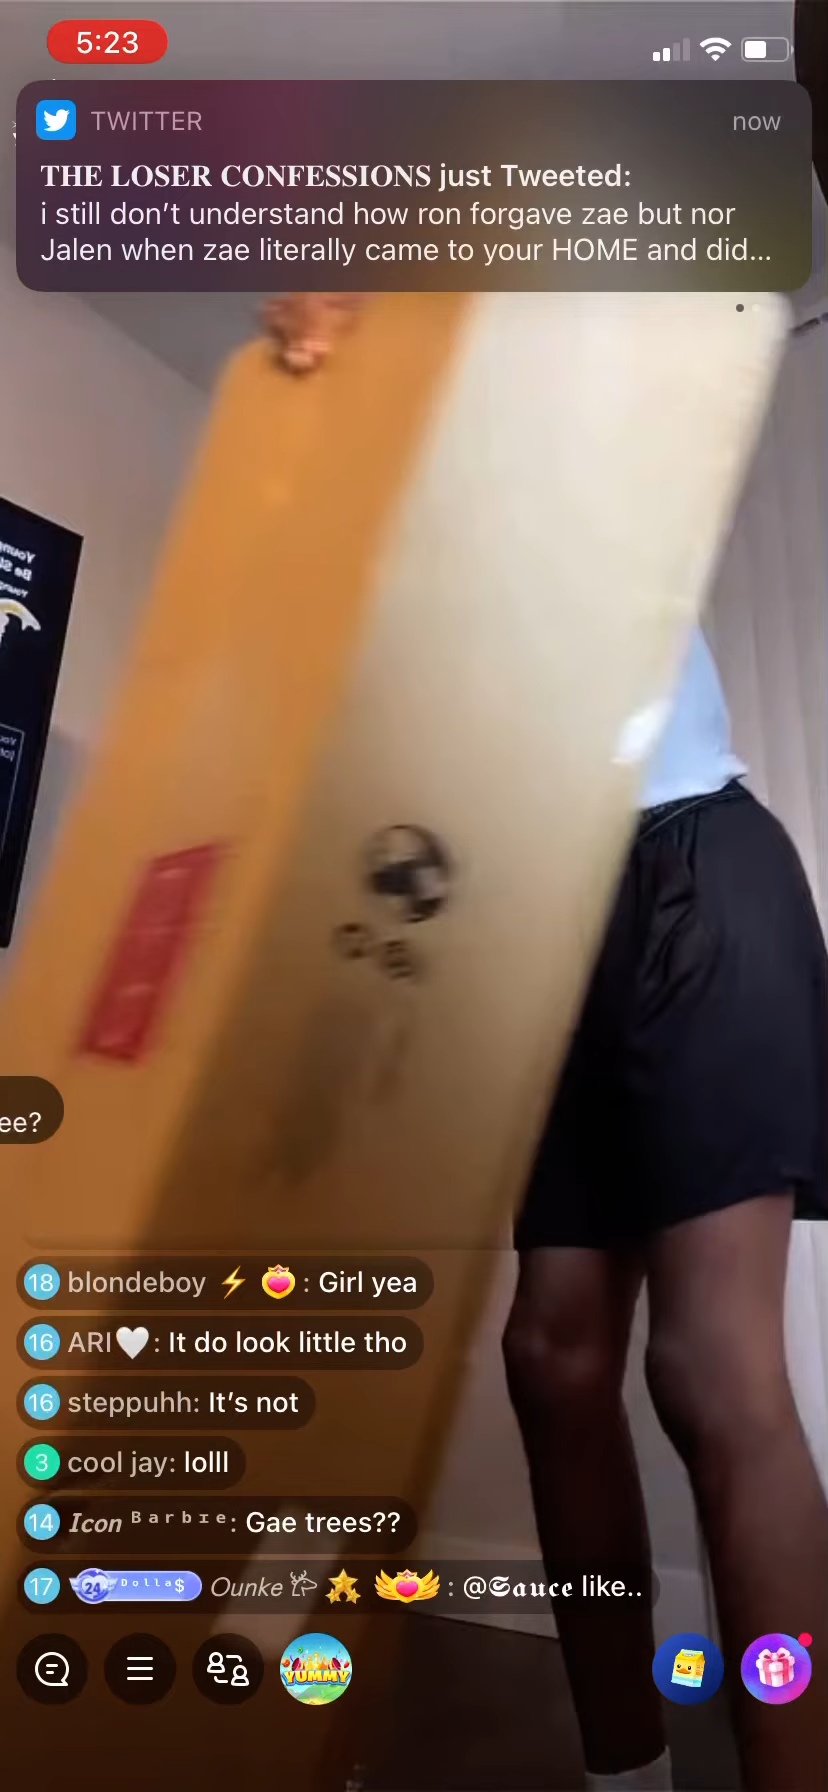 5:23
TWITTER
now
THE LOSER CONFESSIONS just Tweeted:
i still don’t understand how ron forgave zae but nor
Jalen when zae literally came to your HOME and did...
ee?
18 blondeboy ⚡ : Girl yea
16 ARI🤍: It do look little tho
16 steppuhh: It’s not
3 cool jay: lolll
14 Icon ᴮᵃʳᵇᶦᵉ: Gae trees??
17 24 ᴰᵒˡˡᵃ$ Ounke : @𝕾𝖆𝖚𝖈𝖊 like..
YUMMY